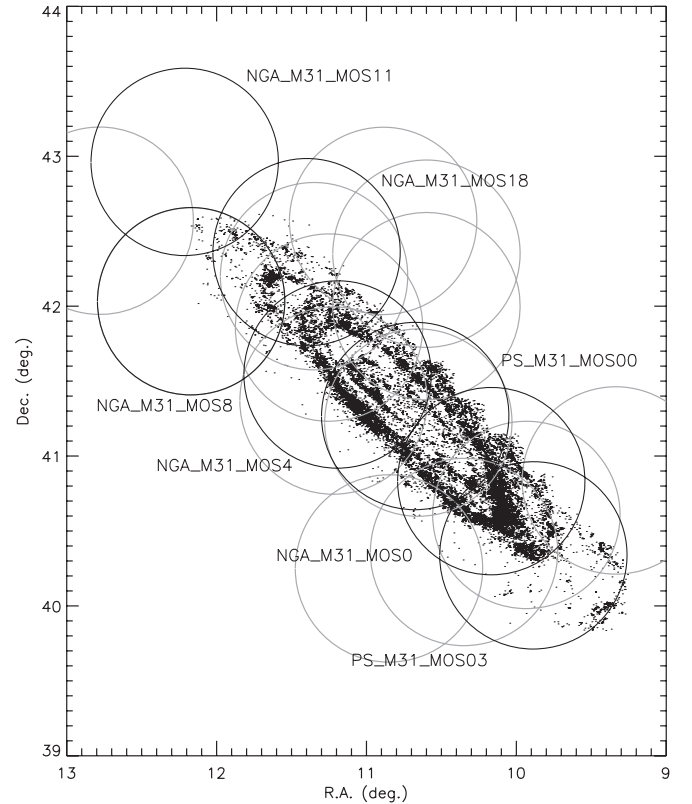 44
NGA_M31_MOS11
43
NGA_M31_MOS18
42
PS_M31_MOS00
Dec. (deg.)
NGA_M31_MOS8
41
NGA_M31_MOS4
NGA_M31_MOS0
40
PS_M31_MOS03
39
13 12 11 10 9
R.A. (deg.)